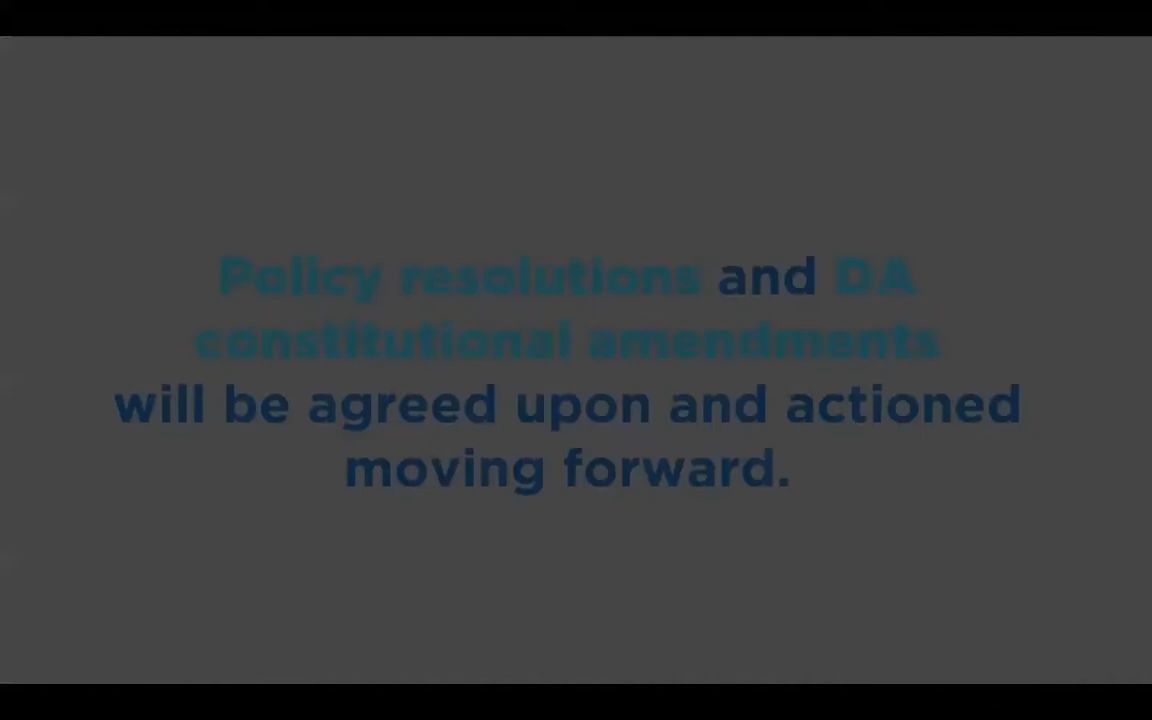 Policy resolutions and DA
constitutional amendments
will be agreed upon and actioned
moving forward.